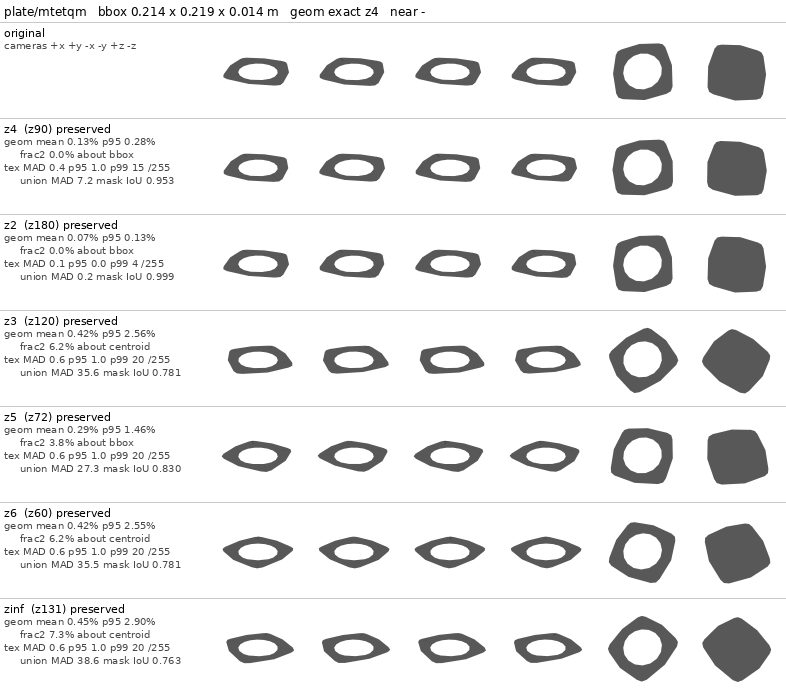 plate/mtetqm bbox 0.214 x 0.219 x 0.014 m geom exact z4 near -
original
cameras +x +y -x -y +z -z
z4 (z90) preserved
geom mean 0.13% p95 0.28%
frac2 0.0% about bbox
tex MAD 0.4 p95 1.0 p99 15 /255
union MAD 7.2 mask IoU 0.953
z2 (z180) preserved
geom mean 0.07% p95 0.13%
frac2 0.0% about bbox
tex MAD 0.1 p95 0.0 p99 4 /255
union MAD 0.2 mask IoU 0.999
z3 (z120) preserved
geom mean 0.42% p95 2.56%
frac2 6.2% about centroid
tex MAD 0.6 p95 1.0 p99 20 /255
union MAD 35.6 mask IoU 0.781
z5 (z72) preserved
geom mean 0.29% p95 1.46%
frac2 3.8% about bbox
tex MAD 0.6 p95 1.0 p99 20 /255
union MAD 27.3 mask IoU 0.830
z6 (z60) preserved
geom mean 0.42% p95 2.55%
frac2 6.2% about centroid
tex MAD 0.6 p95 1.0 p99 20 /255
union MAD 35.5 mask IoU 0.781
zinf (z131) preserved
geom mean 0.45% p95 2.90%
frac2 7.3% about centroid
tex MAD 0.6 p95 1.0 p99 20 /255
union MAD 38.6 mask IoU 0.763